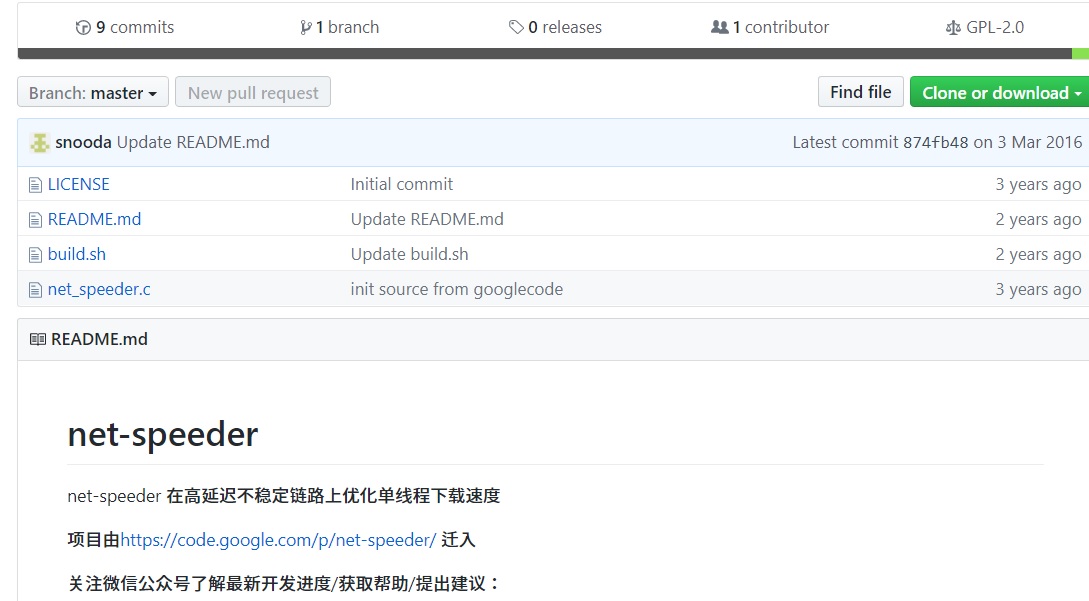 9 commits 1 branch 0 releases 1 contributor GPL-2.0
Branch: master New pull request Find file Clone or download
snooda Update README.md Latest commit 874fb48 on 3 Mar 2016
LICENSE Initial commit 3 years ago
README.md Update README.md 2 years ago
build.sh Update build.sh 2 years ago
net_speeder.c init source from googlecode 3 years ago
README.md
net-speeder
net-speeder 在高延迟不稳定链路上优化单线程下载速度
项目由https://code.google.com/p/net-speeder/ 迁入
关注微信公众号了解最新开发进度/获取帮助/提出建议：